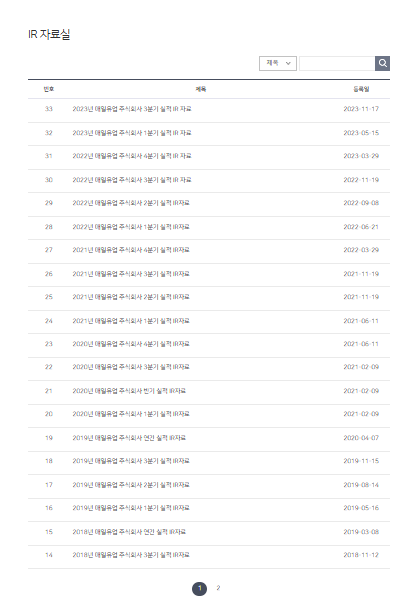 IR 자료실
제목
번호 제목 등록일
33 2023년 매일유업 주식회사 3분기 실적 IR 자료 2023-11-17
32 2023년 매일유업 주식회사 1분기 실적 IR 자료 2023-05-15
31 2022년 매일유업 주식회사 4분기 실적 IR 자료 2023-03-29
30 2022년 매일유업 주식회사 3분기 실적 IR 자료 2022-11-19
29 2022년 매일유업 주식회사 2분기 실적 IR자료 2022-09-08
28 2022년 매일유업 주식회사 1분기 실적 IR자료 2022-06-21
27 2021년 매일유업 주식회사 4분기 실적 IR자료 2022-03-29
26 2021년 매일유업 주식회사 3분기 실적 IR자료 2021-11-19
25 2021년 매일유업 주식회사 2분기 실적 IR자료 2021-11-19
24 2021년 매일유업 주식회사 1분기 실적 IR자료 2021-06-11
23 2020년 매일유업 주식회사 4분기 실적 IR자료 2021-06-11
22 2020년 매일유업 주식회사 3분기 실적 IR자료 2021-02-09
21 2020년 매일유업 주식회사 반기 실적 IR자료 2021-02-09
20 2020년 매일유업 주식회사 1분기 실적 IR자료 2021-02-09
19 2019년 매일유업 주식회사 연간 실적 IR자료 2020-04-07
18 2019년 매일유업 주식회사 3분기 실적 IR자료 2019-11-15
17 2019년 매일유업 주식회사 2분기 실적 IR자료 2019-08-14
16 2019년 매일유업 주식회사 1분기 실적 IR자료 2019-05-16
15 2018년 매일유업 주식회사 연간 실적 IR자료 2019-03-08
14 2018년 매일유업 주식회사 3분기 실적 IR자료 2018-11-12
1 2